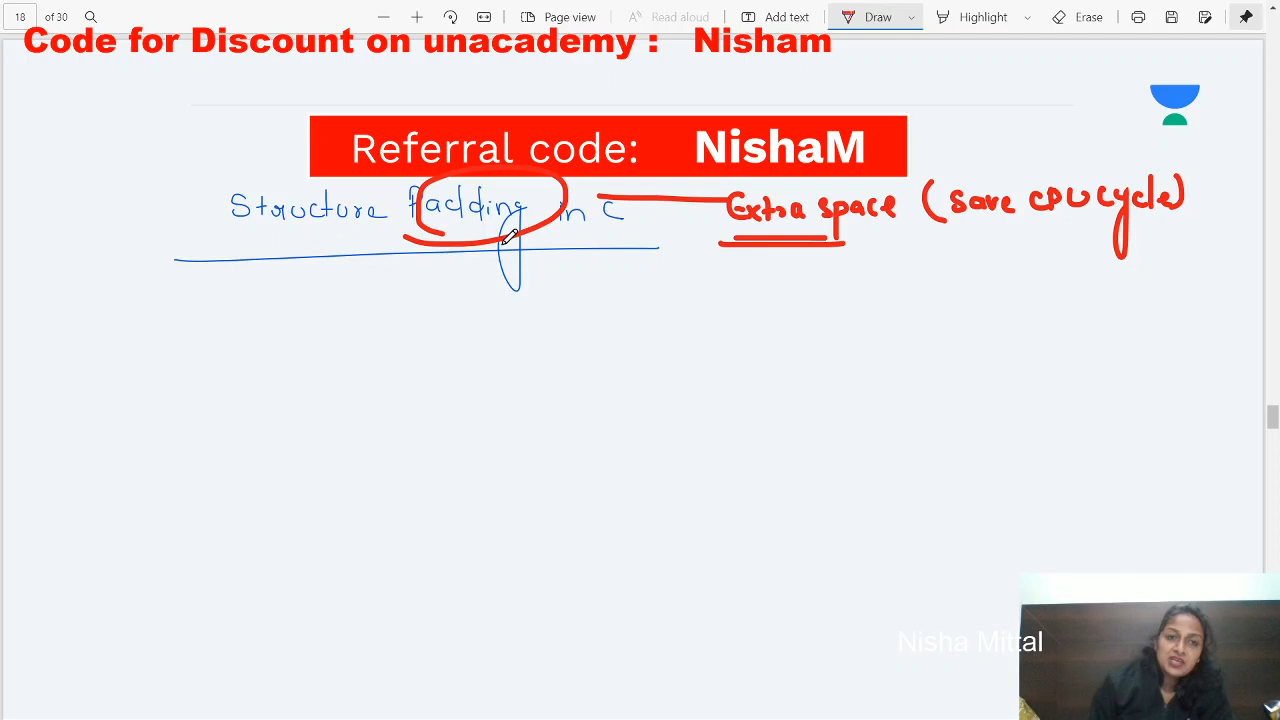 18 of 30 Page view Read aloud Add text Draw Highlight Erase
Code for Discount on unacademy : Nisham
Referral code: NishaM
Structure Padding in C Extra space (save CPU cycle)
Nisha Mittal